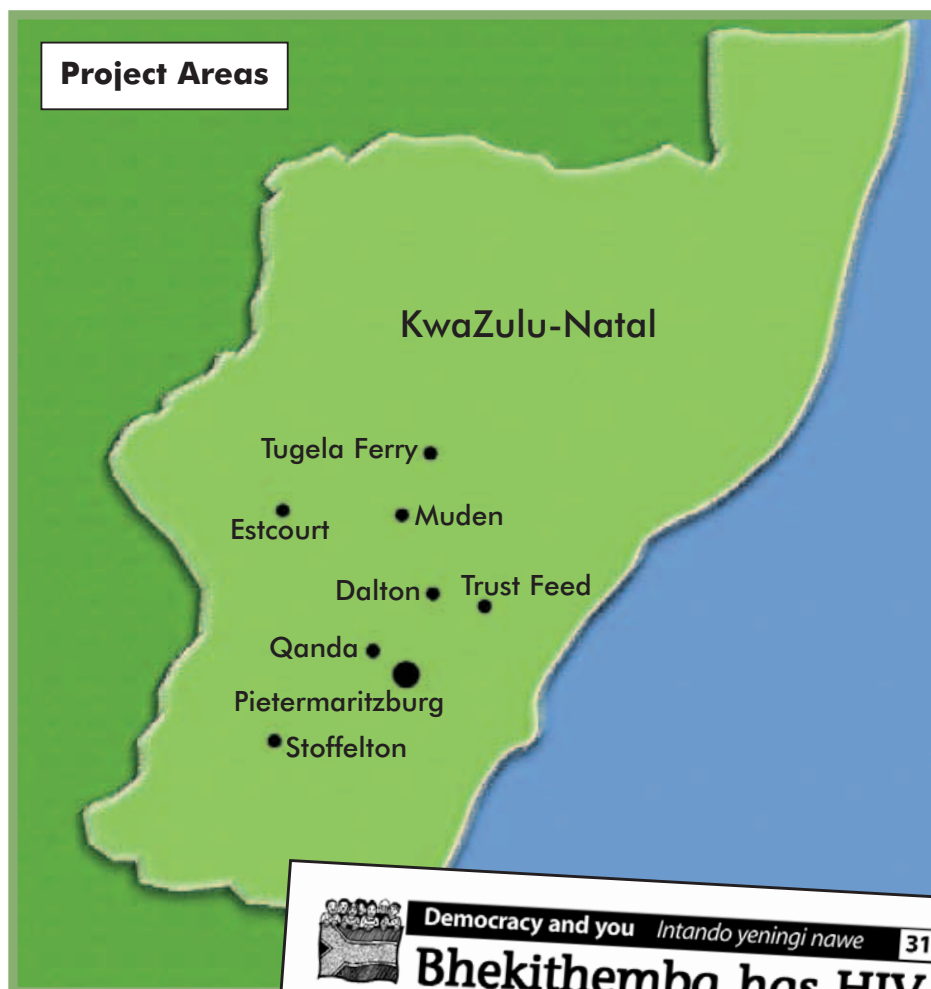 Project Areas
KwaZulu-Natal
Tugela Ferry
Estcourt
Muden
Dalton
Trust Feed
Qanda
Pietermaritzburg
Stoffelton
Democracy and you Intando yeningi nawe 31
Bhekithemba has HIV